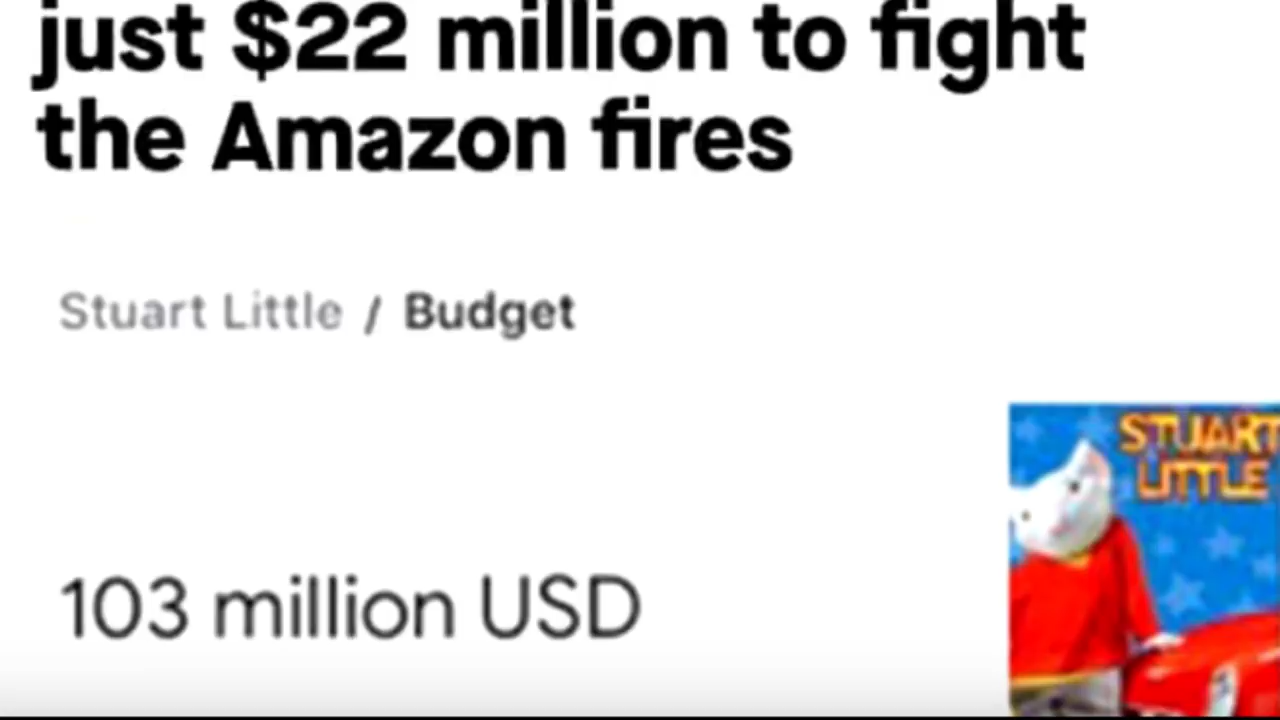 just $22 million to fight
the Amazon fires
Stuart Little / Budget
STUART
LITTLE
103 million USD